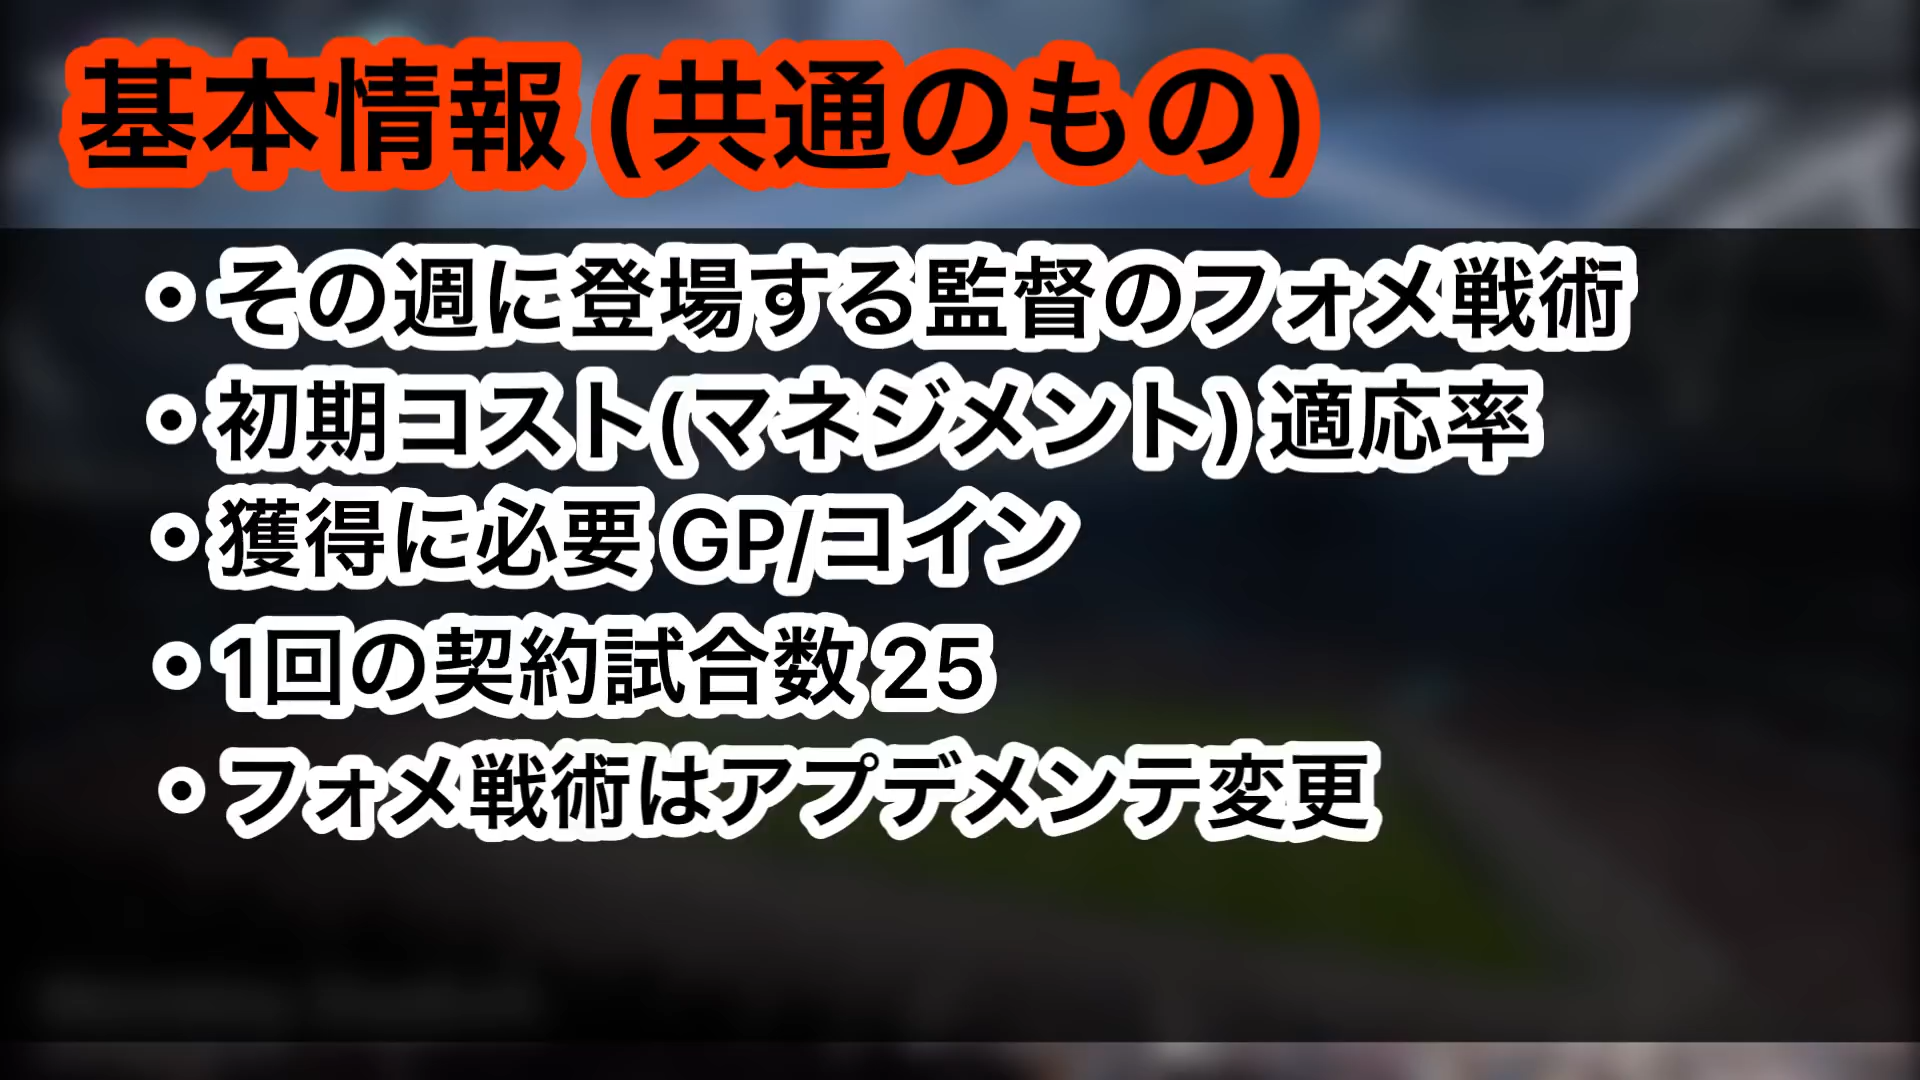 基本情報 (共通のもの)
・その週に登場する監督のフォメ戦術
・初期コスト(マネジメント) 適応率
・獲得に必要 GP/コイン
・1回の契約試合数 25
・フォメ戦術はアプデメンテ変更